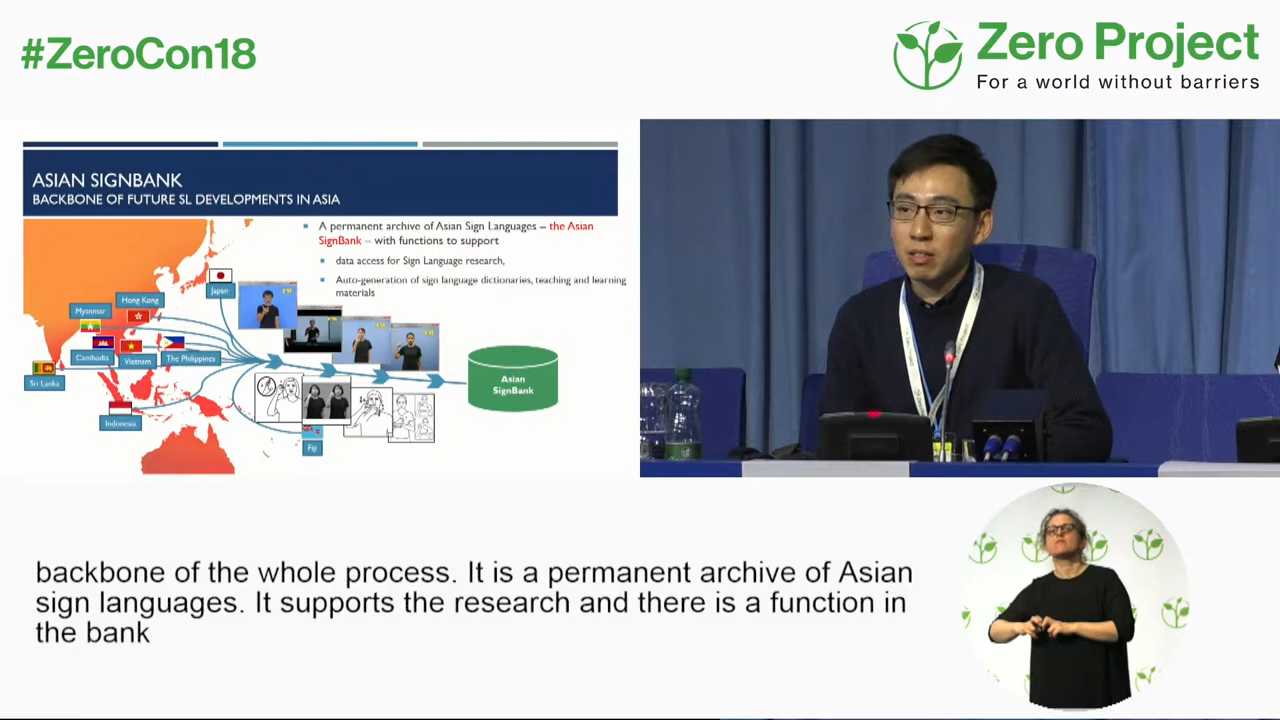 #ZeroCon18
Zero Project
For a world without barriers
ASIAN SIGNBANK
BACKBONE OF FUTURE SL DEVELOPMENTS IN ASIA
A permanent archive of Asian Sign Languages – the Asian
SignBank – with functions to support
data access for Sign Language research,
Auto-generation of sign language dictionaries, teaching and learning
materials
Japan
Hong Kong
Myanmar
Cambodia
Vietnam
The Philippines
Sri Lanka
Indonesia
Fiji
Asian
SignBank
backbone of the whole process. It is a permanent archive of Asian
sign languages. It supports the research and there is a function in
the bank